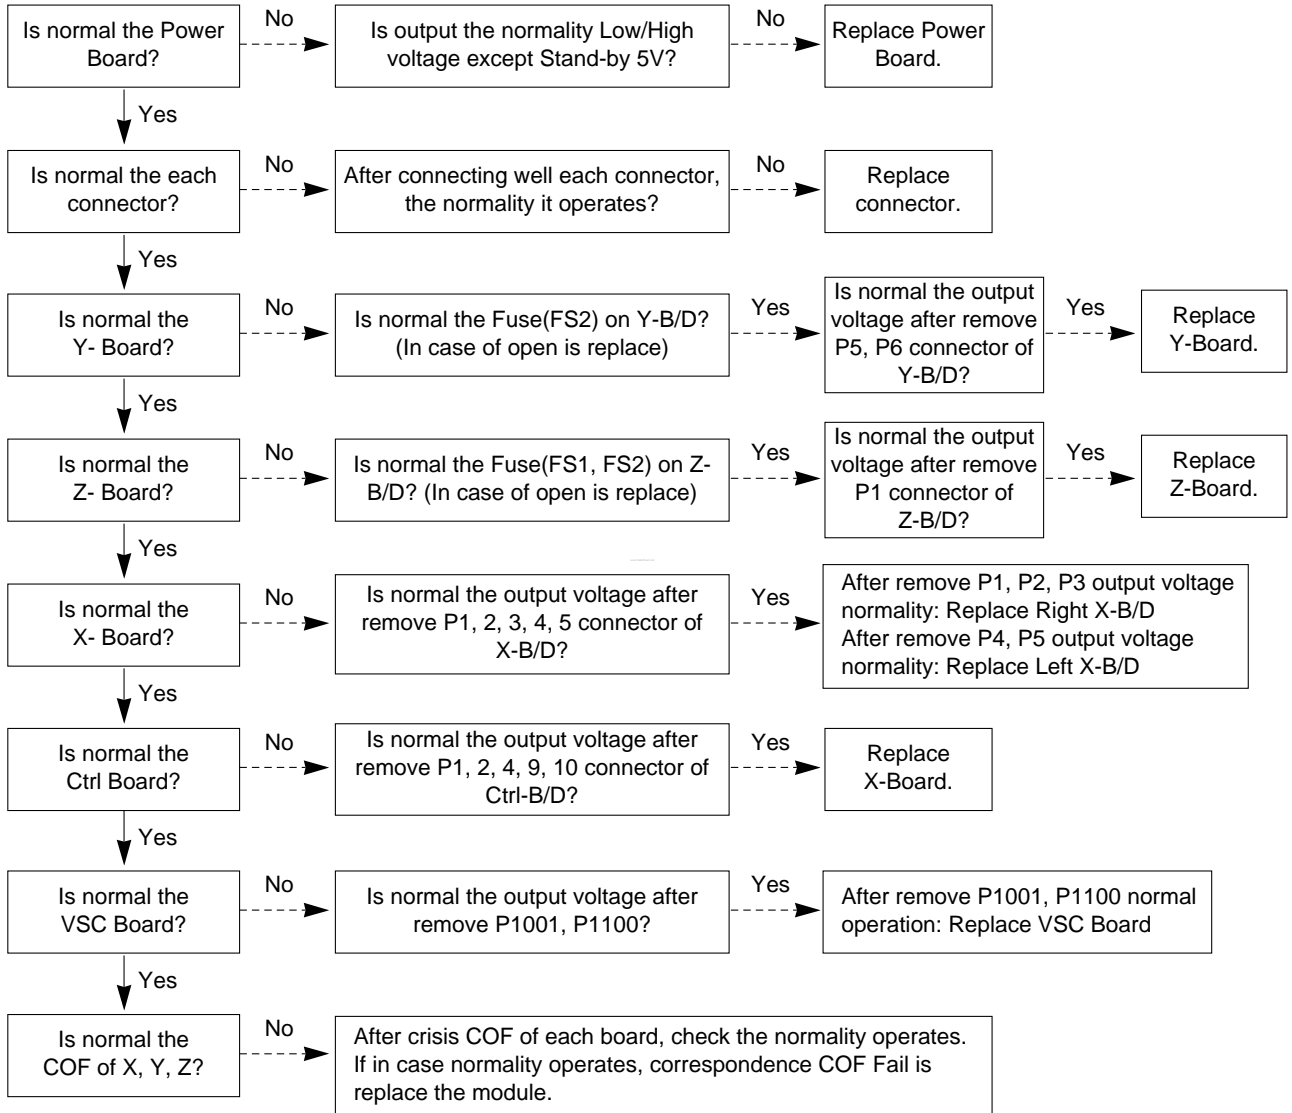 Is normal the Power
Board?
No
Is output the normality Low/High
voltage except Stand-by 5V?
No
Replace Power
Board.
Yes
Is normal the each
connector?
No
After connecting well each connector,
the normality it operates?
No
Replace
connector.
Yes
Is normal the
Y- Board?
No
Is normal the Fuse(FS2) on Y-B/D?
(In case of open is replace)
Yes
Is normal the output
voltage after remove
P5, P6 connector of
Y-B/D?
Yes
Replace
Y-Board.
Yes
Is normal the
Z- Board?
No
Is normal the Fuse(FS1, FS2) on Z-
B/D? (In case of open is replace)
Yes
Is normal the output
voltage after remove
P1 connector of
Z-B/D?
Yes
Replace
Z-Board.
Yes
Is normal the
X- Board?
No
Is normal the output voltage after
remove P1, 2, 3, 4, 5 connector of
X-B/D?
Yes
After remove P1, P2, P3 output voltage
normality: Replace Right X-B/D
After remove P4, P5 output voltage
normality: Replace Left X-B/D
Yes
Is normal the
Ctrl Board?
No
Is normal the output voltage after
remove P1, 2, 4, 9, 10 connector of
Ctrl-B/D?
Yes
Replace
X-Board.
Yes
Is normal the
VSC Board?
No
Is normal the output voltage after
remove P1001, P1100?
Yes
After remove P1001, P1100 normal
operation: Replace VSC Board
Yes
Is normal the
COF of X, Y, Z?
No
After crisis COF of each board, check the normality operates.
If in case normality operates, correspondence COF Fail is
replace the module.